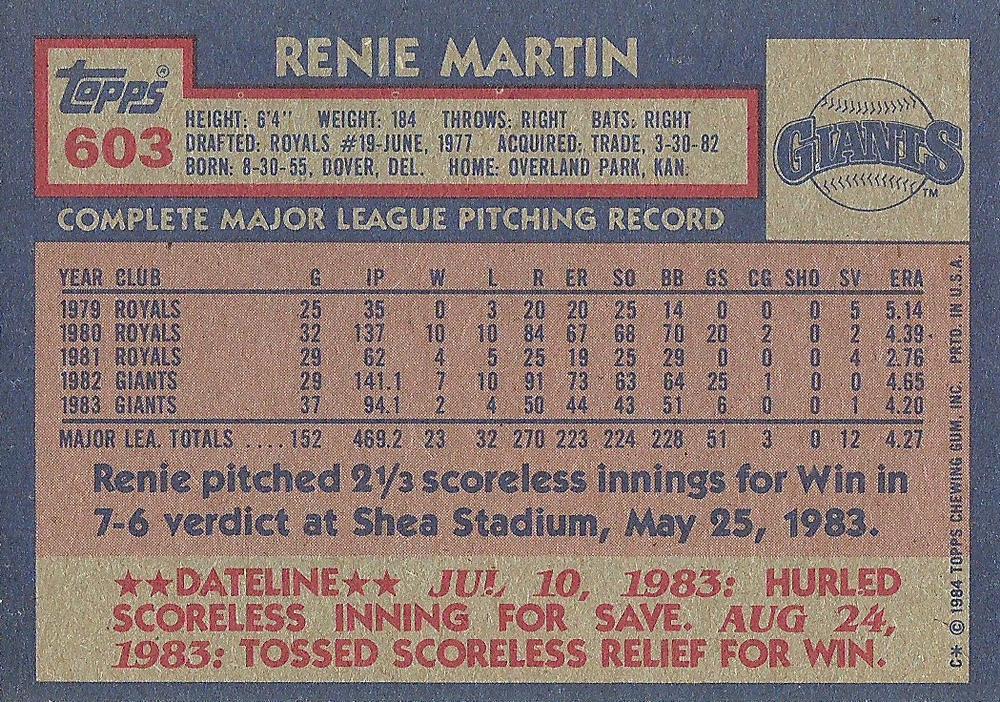 RENIE MARTIN
Topps®
603
HEIGHT: 6'4" WEIGHT: 184 THROWS: RIGHT BATS: RIGHT
DRAFTED: ROYALS #19-JUNE, 1977 ACQUIRED: TRADE, 3-30-82
BORN: 8-30-55, DOVER, DEL. HOME: OVERLAND PARK, KAN.
GIANTS™
COMPLETE MAJOR LEAGUE PITCHING RECORD
YEAR CLUB G IP W L R ER SO BB GS CG SHO SV ERA
1979 ROYALS 25 35 0 3 20 20 25 14 0 0 0 5 5.14
1980 ROYALS 32 137 10 10 84 67 68 70 20 2 0 2 4.39
1981 ROYALS 29 62 4 5 25 19 25 29 0 0 0 4 2.76
1982 GIANTS 29 141.1 7 10 91 73 63 64 25 1 0 0 4.65
1983 GIANTS 37 94.1 2 4 50 44 43 51 6 0 0 1 4.20
MAJOR LEA. TOTALS ..... 152 469.2 23 32 270 223 224 228 51 3 0 12 4.27
Renie pitched 2⅓ scoreless innings for Win in
7-6 verdict at Shea Stadium, May 25, 1983.
★★DATELINE★★ JUL 10, 1983: HURLED
SCORELESS INNING FOR SAVE. AUG 24,
1983: TOSSED SCORELESS RELIEF FOR WIN.
C* © 1984 TOPPS CHEWING GUM, INC. PRTD. IN U.S.A.